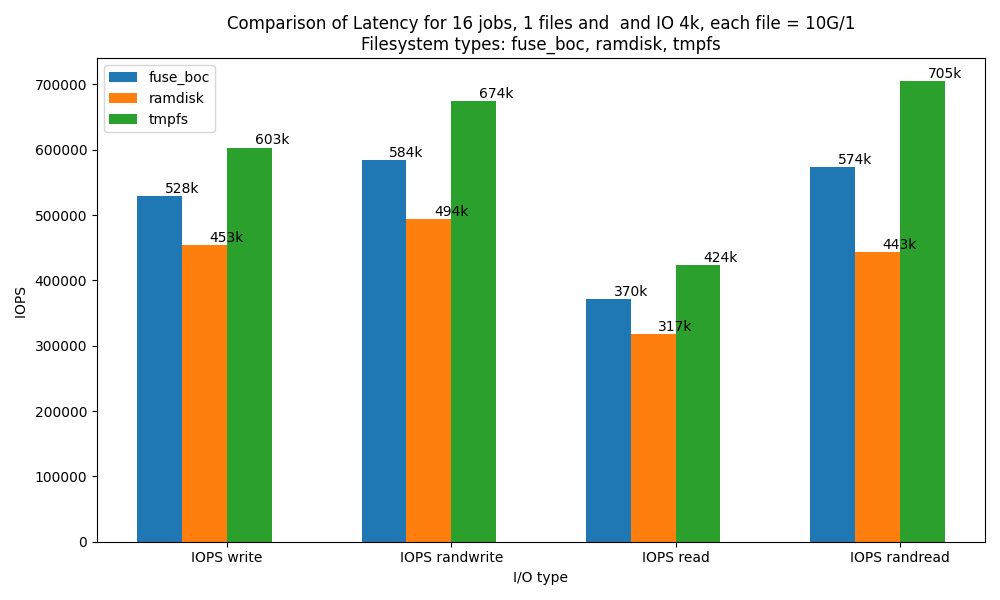 Comparison of Latency for 16 jobs, 1 files and  and IO 4k, each file = 10G/1
Filesystem types: fuse_boc, ramdisk, tmpfs
fuse_boc
ramdisk
tmpfs
IOPS
700000
600000
500000
400000
300000
200000
100000
0
528k
453k
603k
584k
494k
674k
370k
317k
424k
574k
443k
705k
IOPS write
IOPS randwrite
IOPS read
IOPS randread
I/O type